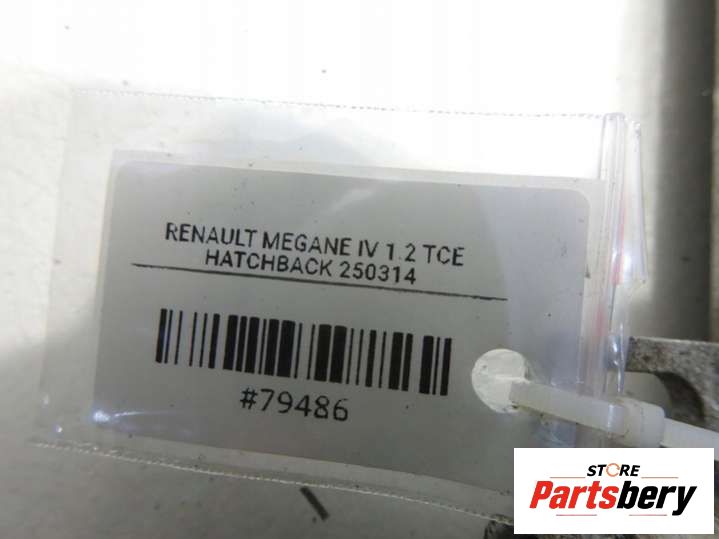 RENAULT MEGANE IV 1.2 TCE
HATCHBACK 250314
#79486
STORE
Partsbery